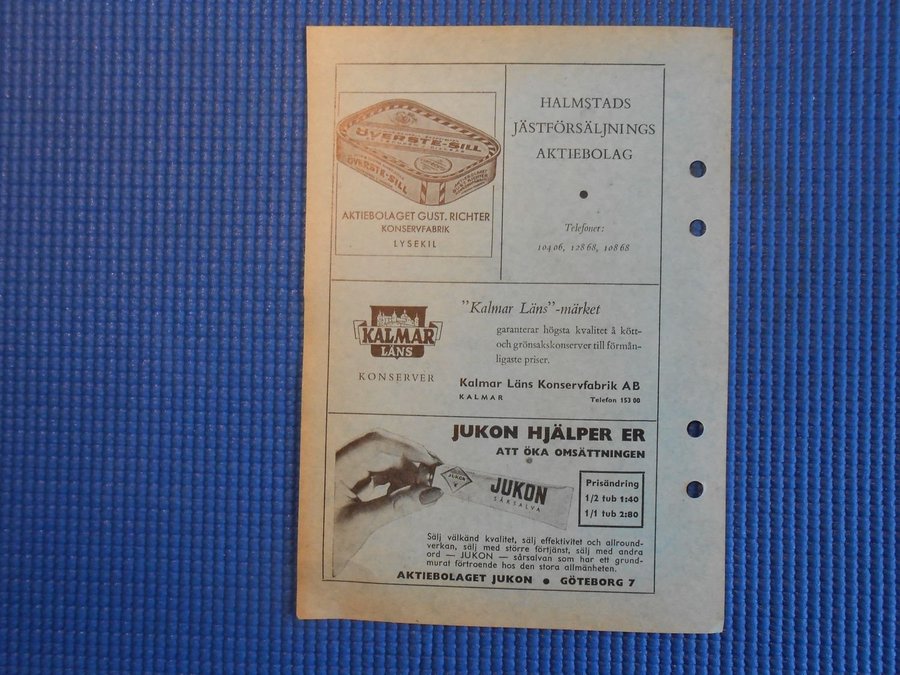 ÖVERSTE-SILL
ÖVERSTE-SILL
AKTIEBOLAGET GUST. RICHTER
KONSERVFABRIK
LYSEKIL
HALMSTADS
JÄSTFÖRSÄLJNINGS
AKTIEBOLAG
Telefoner:
104 06, 128 68, 108 68
KALMAR
LÄNS
KONSERVER
"Kalmar Läns"-märket
garanterar högsta kvalitet å kött-
och grönsakskonserver till förmån-
ligaste priser.
Kalmar Läns Konservfabrik AB
KALMAR Telefon 153 00
JUKON HJÄLPER ER
ATT ÖKA OMSÄTTNINGEN
JUKON
JUKON
SÅRSALVA
Prisändring
1/2 tub 1:40
1/1 tub 2:80
Sälj välkänd kvalitet, sälj effektivitet och allround-
verkan, sälj med större förtjänst, sälj med andra
ord — JUKON — sårsalvan som har ett grund-
murat förtroende hos den stora allmänheten.
AKTIEBOLAGET JUKON ● GÖTEBORG 7